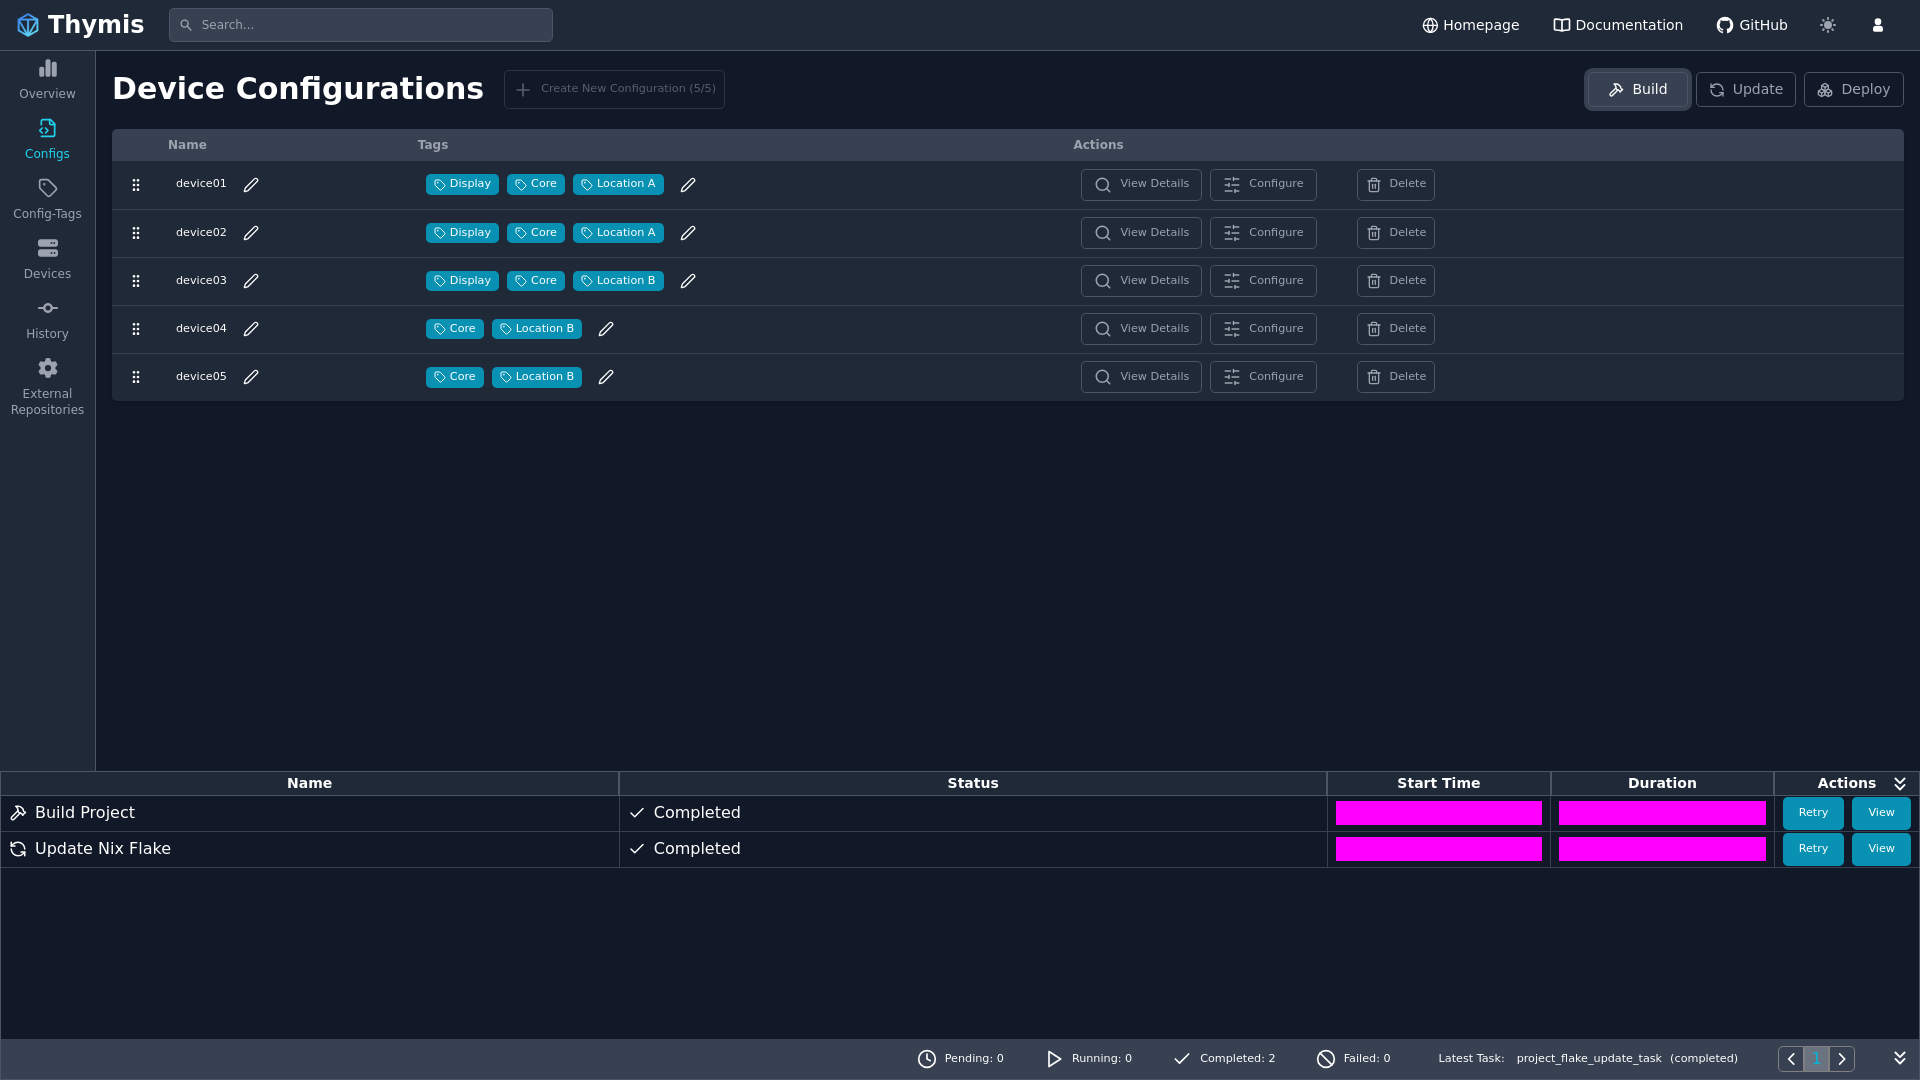 Thymis
Search...
Homepage
Documentation
GitHub
Overview
Configs
Config-Tags
Devices
History
External
Repositories
Device Configurations
Create New Configuration (5/5)
Build
Update
Deploy
Name Tags Actions
device01 Display Core Location A View Details Configure Delete
device02 Display Core Location A View Details Configure Delete
device03 Display Core Location B View Details Configure Delete
device04 Core Location B View Details Configure Delete
device05 Core Location B View Details Configure Delete
Name Status Start Time Duration Actions
Build Project Completed Retry View
Update Nix Flake Completed Retry View
Pending: 0 Running: 0 Completed: 2 Failed: 0 Latest Task: project_flake_update_task (completed) 1